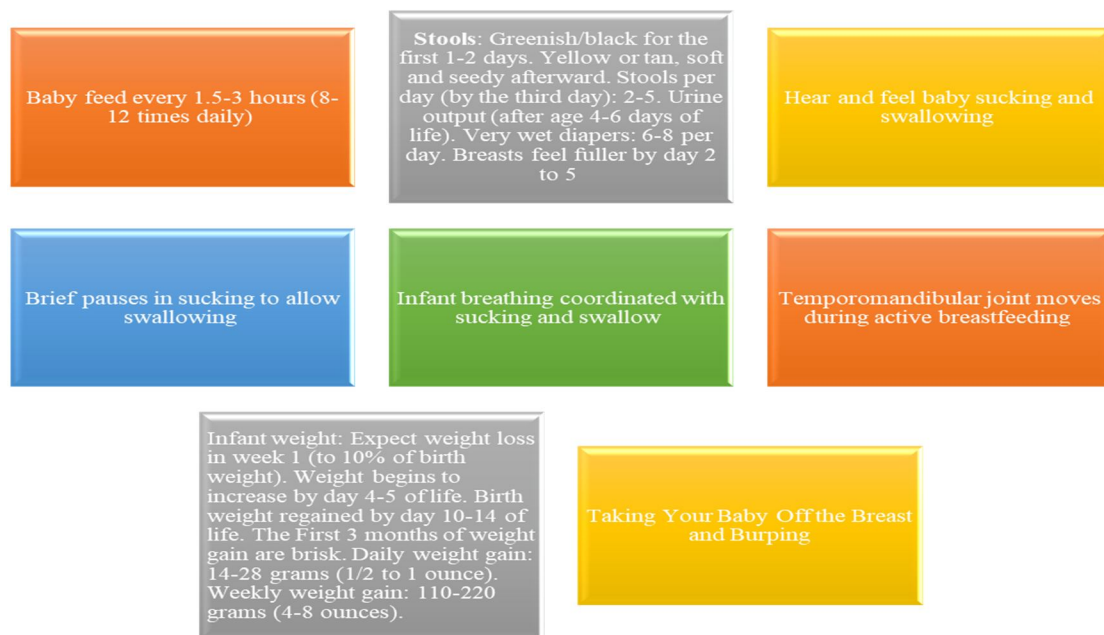 Baby feed every 1.5-3 hours (8-
12 times daily)
Stools: Greenish/black for the
first 1-2 days. Yellow or tan, soft
and seedy afterward. Stools per
day (by the third day): 2-5. Urine
output (after age 4-6 days of
life). Very wet diapers: 6-8 per
day. Breasts feel fuller by day 2
to 5
Hear and feel baby sucking and
swallowing
Brief pauses in sucking to allow
swallowing
Infant breathing coordinated with
sucking and swallow
Temporomandibular joint moves
during active breastfeeding
Infant weight: Expect weight loss
in week 1 (to 10% of birth
weight). Weight begins to
increase by day 4-5 of life. Birth
weight regained by day 10-14 of
life. The First 3 months of weight
gain are brisk. Daily weight gain:
14-28 grams (1/2 to 1 ounce).
Weekly weight gain: 110-220
grams (4-8 ounces).
Taking Your Baby Off the Breast
and Burping